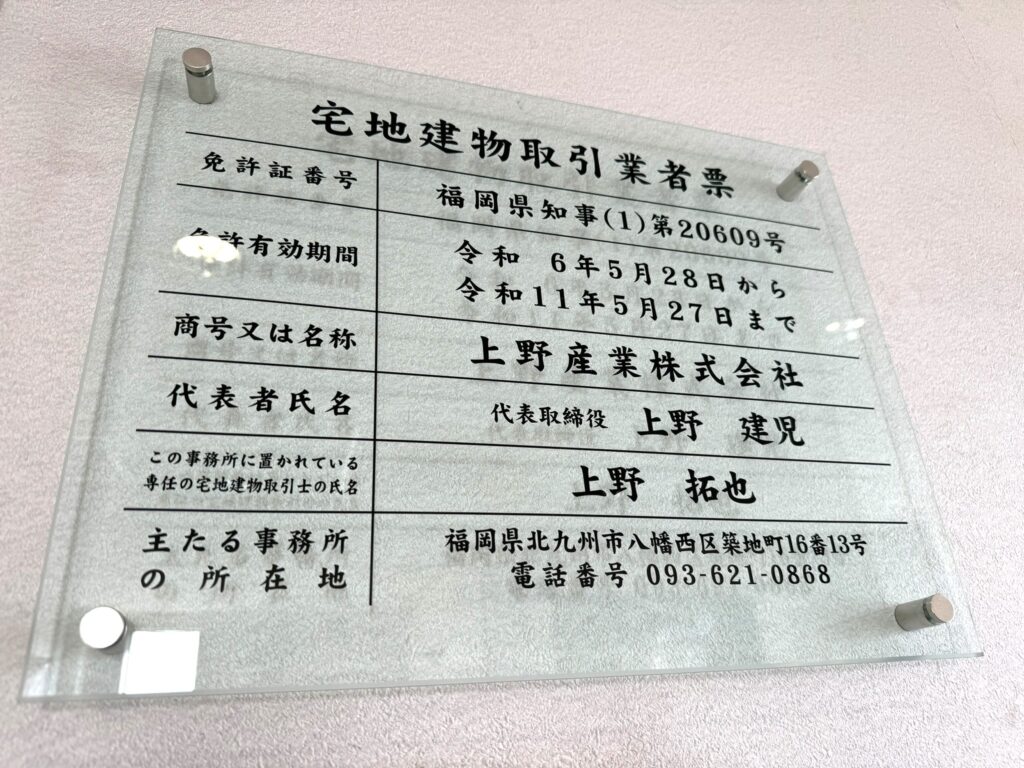 宅地建物取引業者票
免許証番号 福岡県知事(1)第20609号
免許有効期間 令和 6年5月28日から
令和11年5月27日まで
商号又は名称 上野産業株式会社
代表者氏名 代表取締役 上野 建児
この事務所に置かれている
専任の宅地建物取引士の氏名 上野 拓也
主たる事務所
の所在地
福岡県北九州市八幡西区築地町16番13号
電話番号 093-621-0868